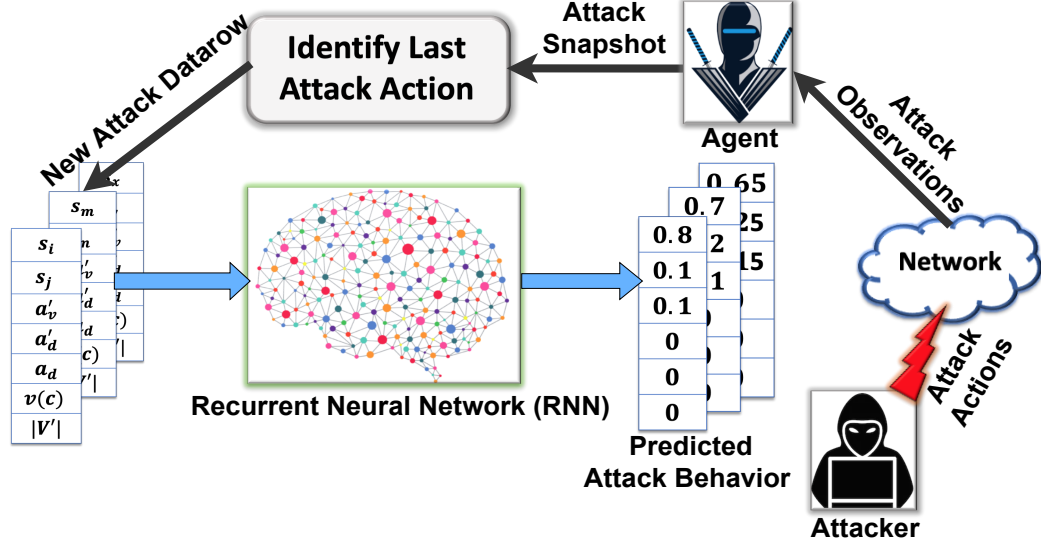 Attack
Snapshot
Identify Last
Attack Action
New Attack Datarow
Agent
Attack
Observations
Network
Attack
Actions
Attacker
s_m
s_i
s_j
a'_v
a'_d
a_d
v(c)
|V'|
Recurrent Neural Network (RNN)
0.65
0.7
0.8
0.1
0.1
0
0
0
Predicted
Attack Behavior